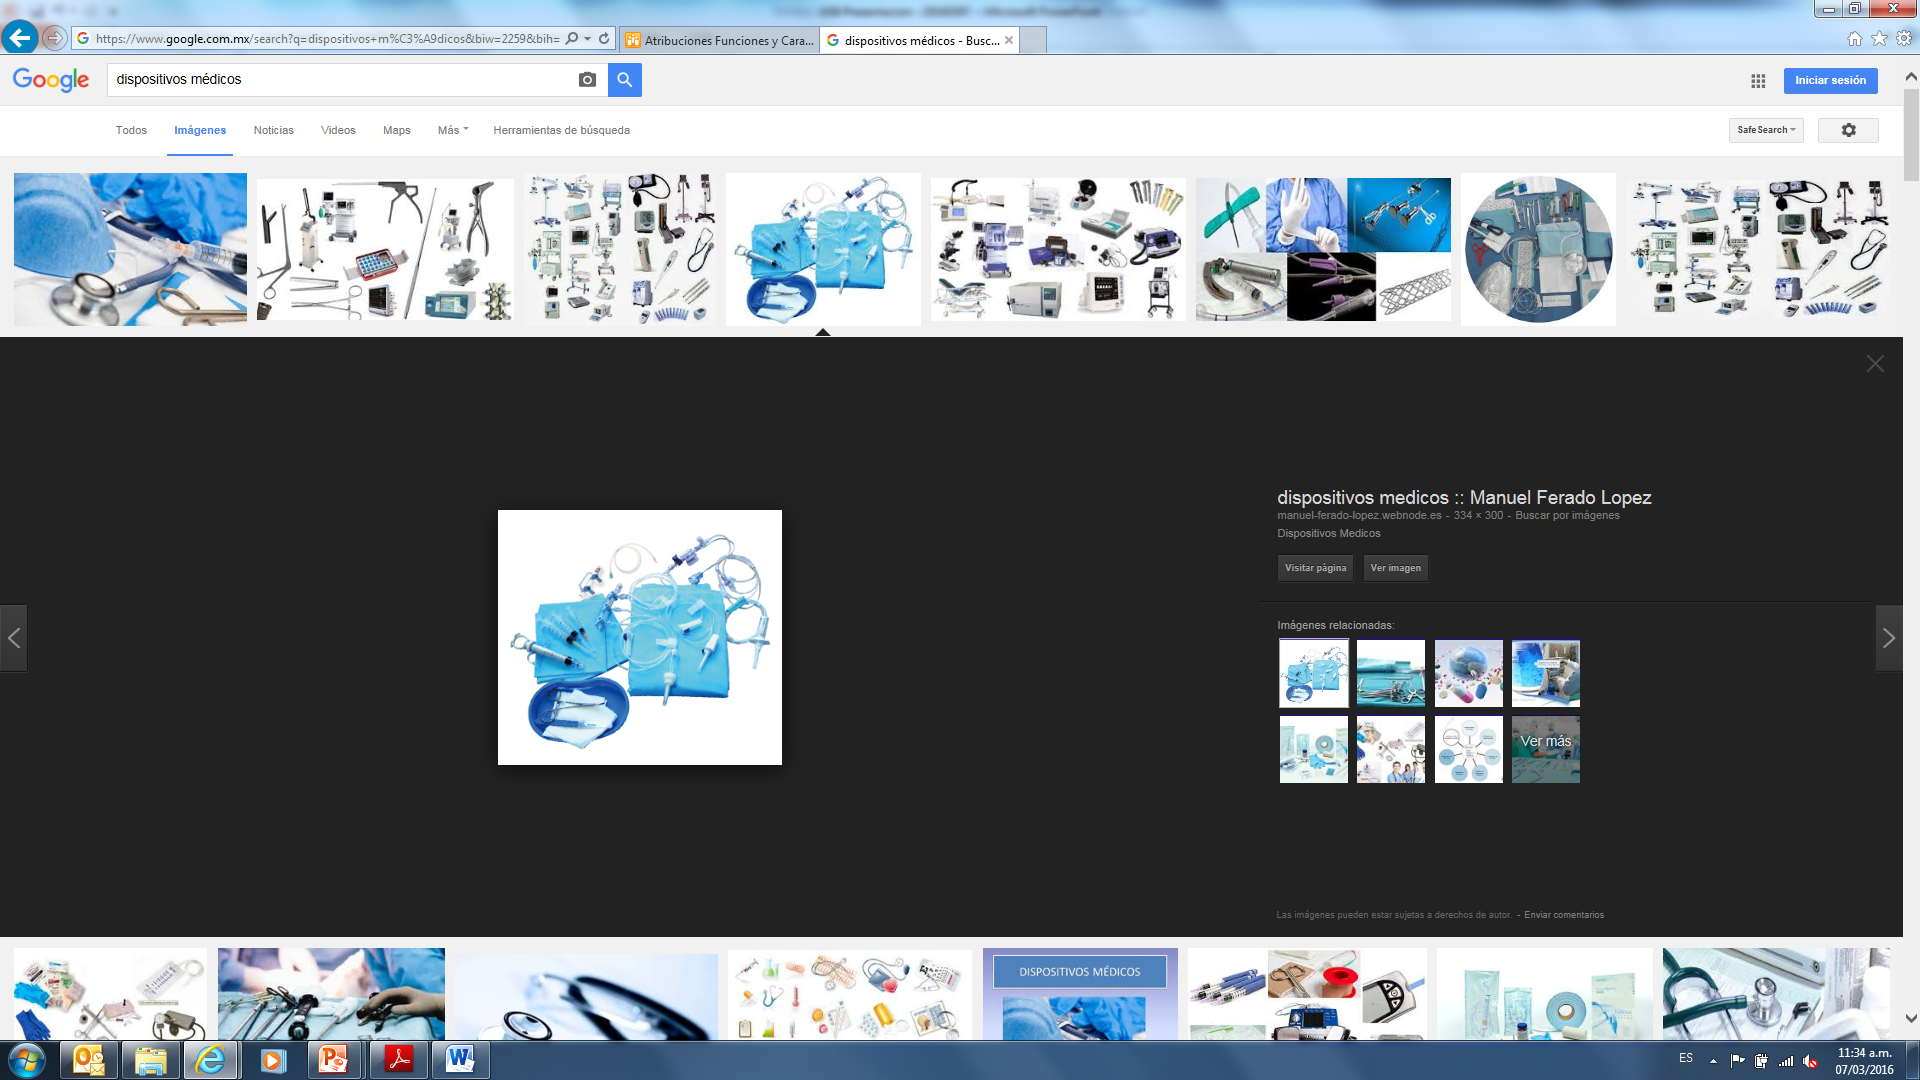 https://www.google.com.mx/search?q=dispositivos+m%C3%A9dicos&biw=2259&bih=
Atribuciones Funciones y Cara...
dispositivos médicos - Busc...
Google
dispositivos médicos
Iniciar sesión
Todos
Imágenes
Noticias
Videos
Maps
Más
Herramientas de búsqueda
SafeSearch
dispositivos medicos :: Manuel Ferado Lopez
manuel-ferado-lopez.webnode.es - 334 × 300 - Buscar por imágenes
Dispositivos Medicos
Visitar página
Ver imagen
Imágenes relacionadas:
Ver más
Las imágenes pueden estar sujetas a derechos de autor. - Enviar comentarios
DISPOSITIVOS MÉDICOS
ES
11:34 a.m.
07/03/2016